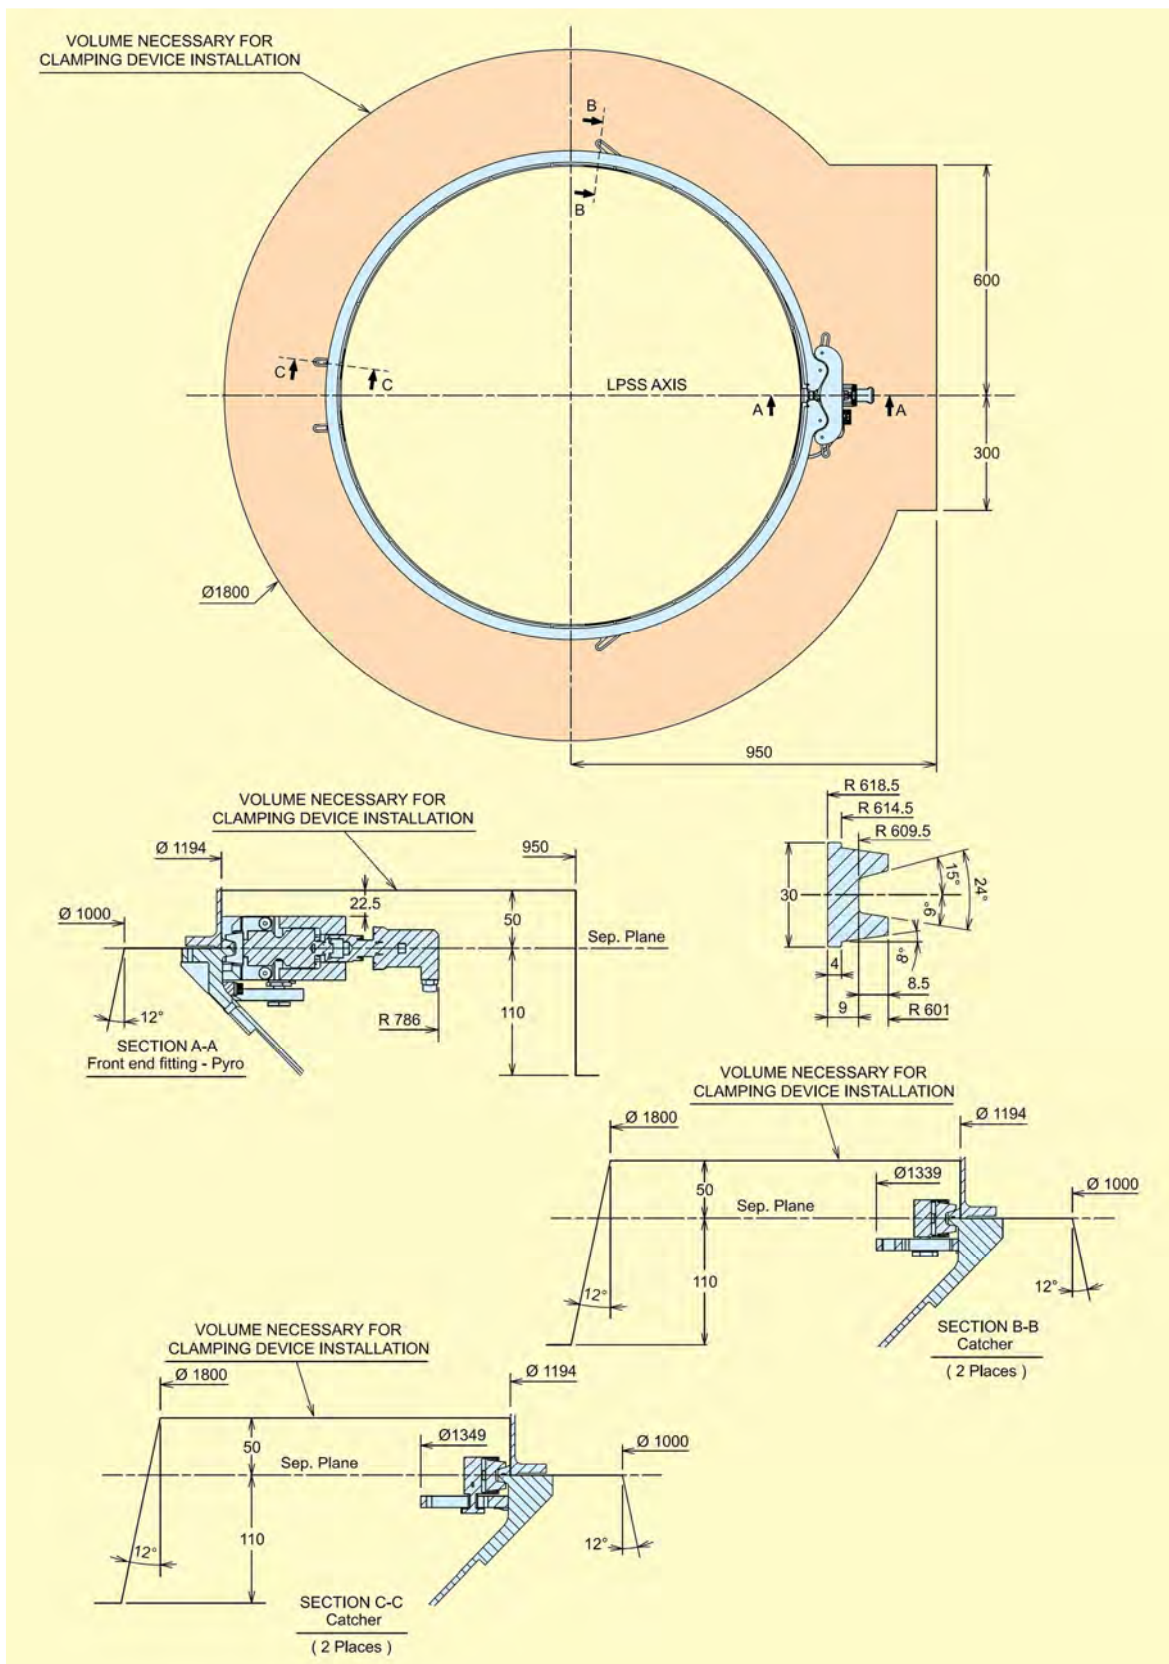 VOLUME NECESSARY FOR
CLAMPING DEVICE INSTALLATION
B
B
C
C
LPSS AXIS
A
A
600
300
Ø1800
950
VOLUME NECESSARY FOR
CLAMPING DEVICE INSTALLATION
Ø 1194
950
Ø 1000
22.5
50
Sep. Plane
12°
R 786
110
SECTION A-A
Front end fitting - Pyro
R 618.5
R 614.5
R 609.5
30
15°
24°
9°
8°
4
8.5
9
R 601
VOLUME NECESSARY FOR
CLAMPING DEVICE INSTALLATION
Ø 1800
Ø 1194
50
Ø1339
Ø 1000
Sep. Plane
110
12°
12°
SECTION B-B
Catcher
( 2 Places )
VOLUME NECESSARY FOR
CLAMPING DEVICE INSTALLATION
Ø 1800
Ø 1194
50
Ø1349
Ø 1000
Sep. Plane
110
12°
12°
SECTION C-C
Catcher
( 2 Places )